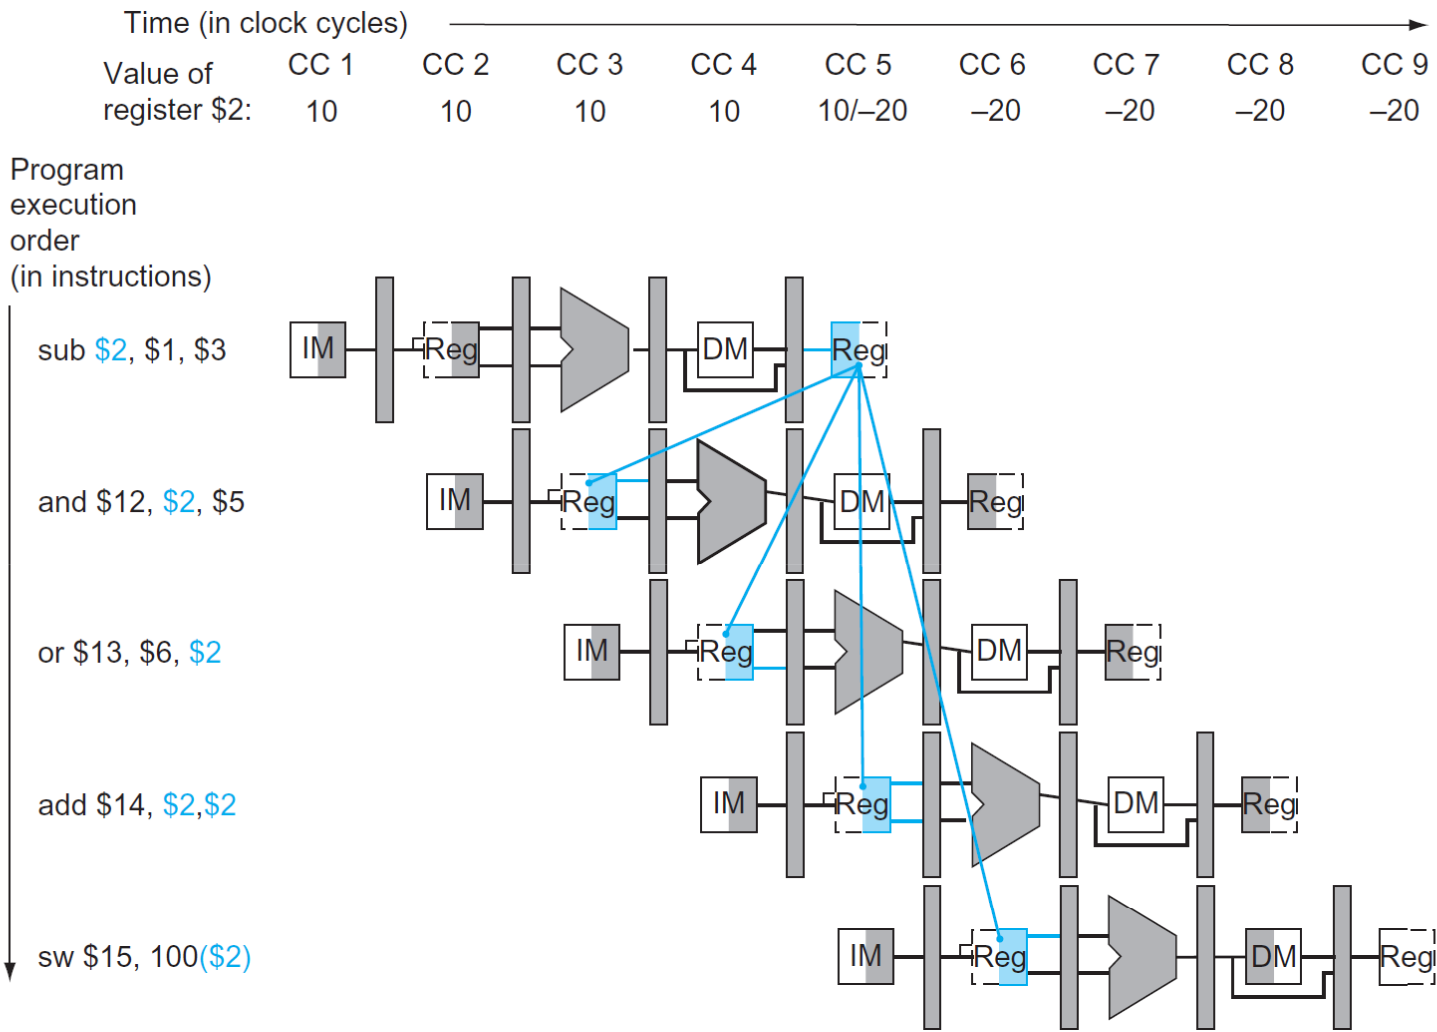 Time (in clock cycles)
CC 1 CC 2 CC 3 CC 4 CC 5 CC 6 CC 7 CC 8 CC 9
Value of
register $2: 10 10 10 10 10/–20 –20 –20 –20 –20
Program
execution
order
(in instructions)
sub $2, $1, $3 IM Reg DM Reg
and $12, $2, $5 IM Reg DM Reg
or $13, $6, $2 IM Reg DM Reg
add $14, $2,$2 IM Reg DM Reg
sw $15, 100($2) IM Reg DM Reg